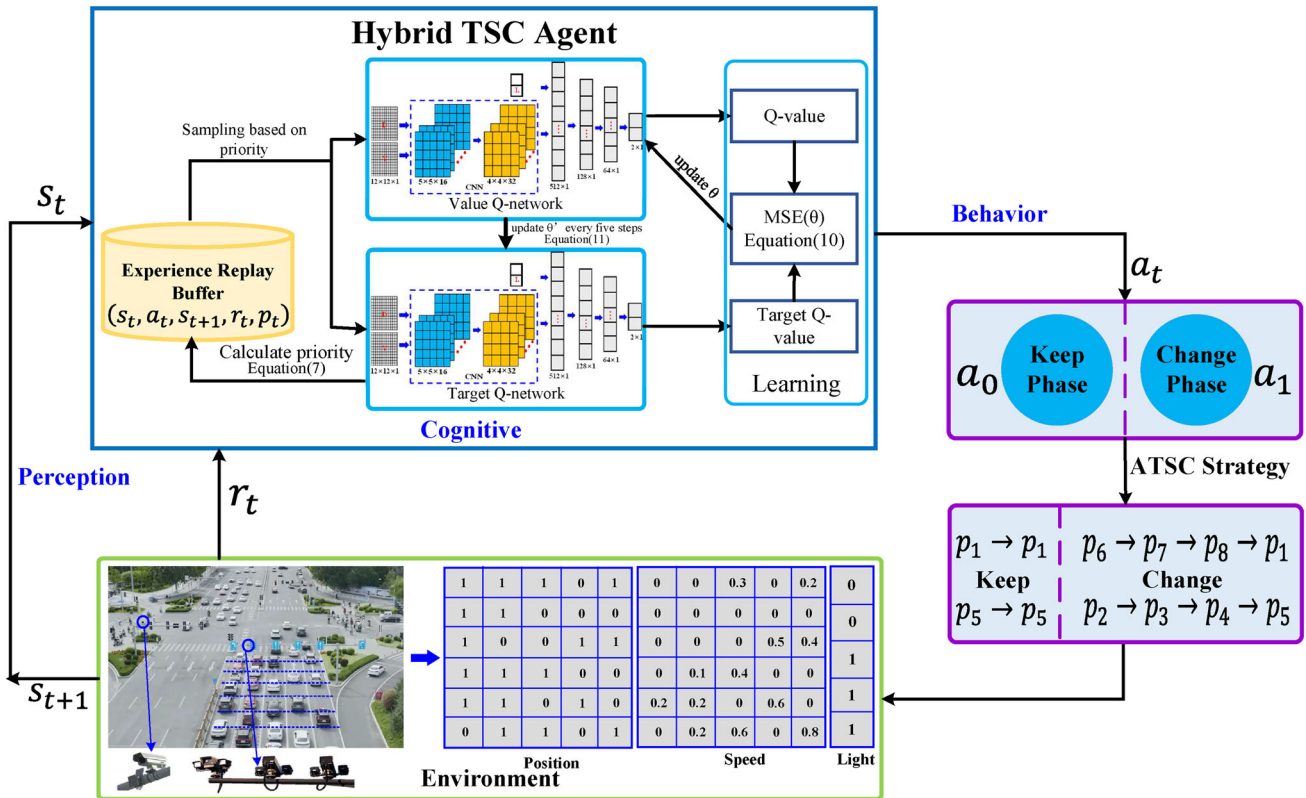 Hybrid TSC Agent
Sampling based on
priority
L
12×12×1
5×5×16
CNN
4×4×32
512×1
128×1
64×1
2×1
Value Q-network
update θ' every five steps
Equation(11)
L
12×12×1
5×5×16
CNN
4×4×32
512×1
128×1
64×1
2×1
Target Q-network
Experience Replay
Buffer
(s_t, a_t, s_{t+1}, r_t, p_t)
Calculate priority
Equation(7)
update θ
Q-value
MSE(θ)
Equation(10)
Target Q-
value
Learning
Cognitive
s_t
Perception
s_{t+1}
r_t
Behavior
a_t
a_0
Keep
Phase
Change
Phase
a_1
ATSC Strategy
p_1 → p_1
Keep
p_5 → p_5
p_6 → p_7 → p_8 → p_1
Change
p_2 → p_3 → p_4 → p_5
1 1 1 0 1
1 1 0 0 0
1 0 0 1 1
1 1 1 0 0
1 1 0 1 0
0 1 1 0 1
Position
0 0 0.3 0 0.2
0 0 0 0 0
0 0 0 0.5 0.4
0 0.1 0.4 0 0
0.2 0.2 0 0.6 0
0 0.2 0.6 0 0.8
Speed
0
0
1
1
1
Light
Environment